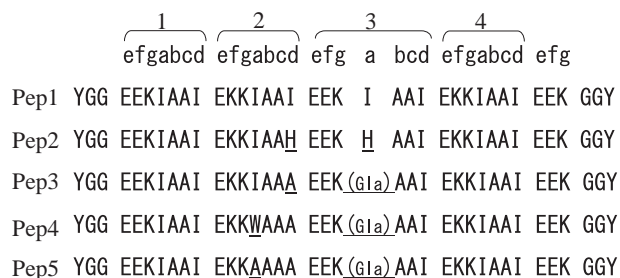 1 2 3 4
efgabcd efgabcd efg a bcd efgabcd efg
Pep1 YGG EEKIAAI EKKIAAI EEK I AAI EKKIAAI EEK GGY
Pep2 YGG EEKIAAI EKKIAAH EEK H AAI EKKIAAI EEK GGY
Pep3 YGG EEKIAAI EKKIAAA EEK (Gla) AAI EKKIAAI EEK GGY
Pep4 YGG EEKIAAI EKKWAAA EEK (Gla) AAI EKKIAAI EEK GGY
Pep5 YGG EEKIAAI EKKAAAA EEK (Gla) AAI EKKIAAI EEK GGY